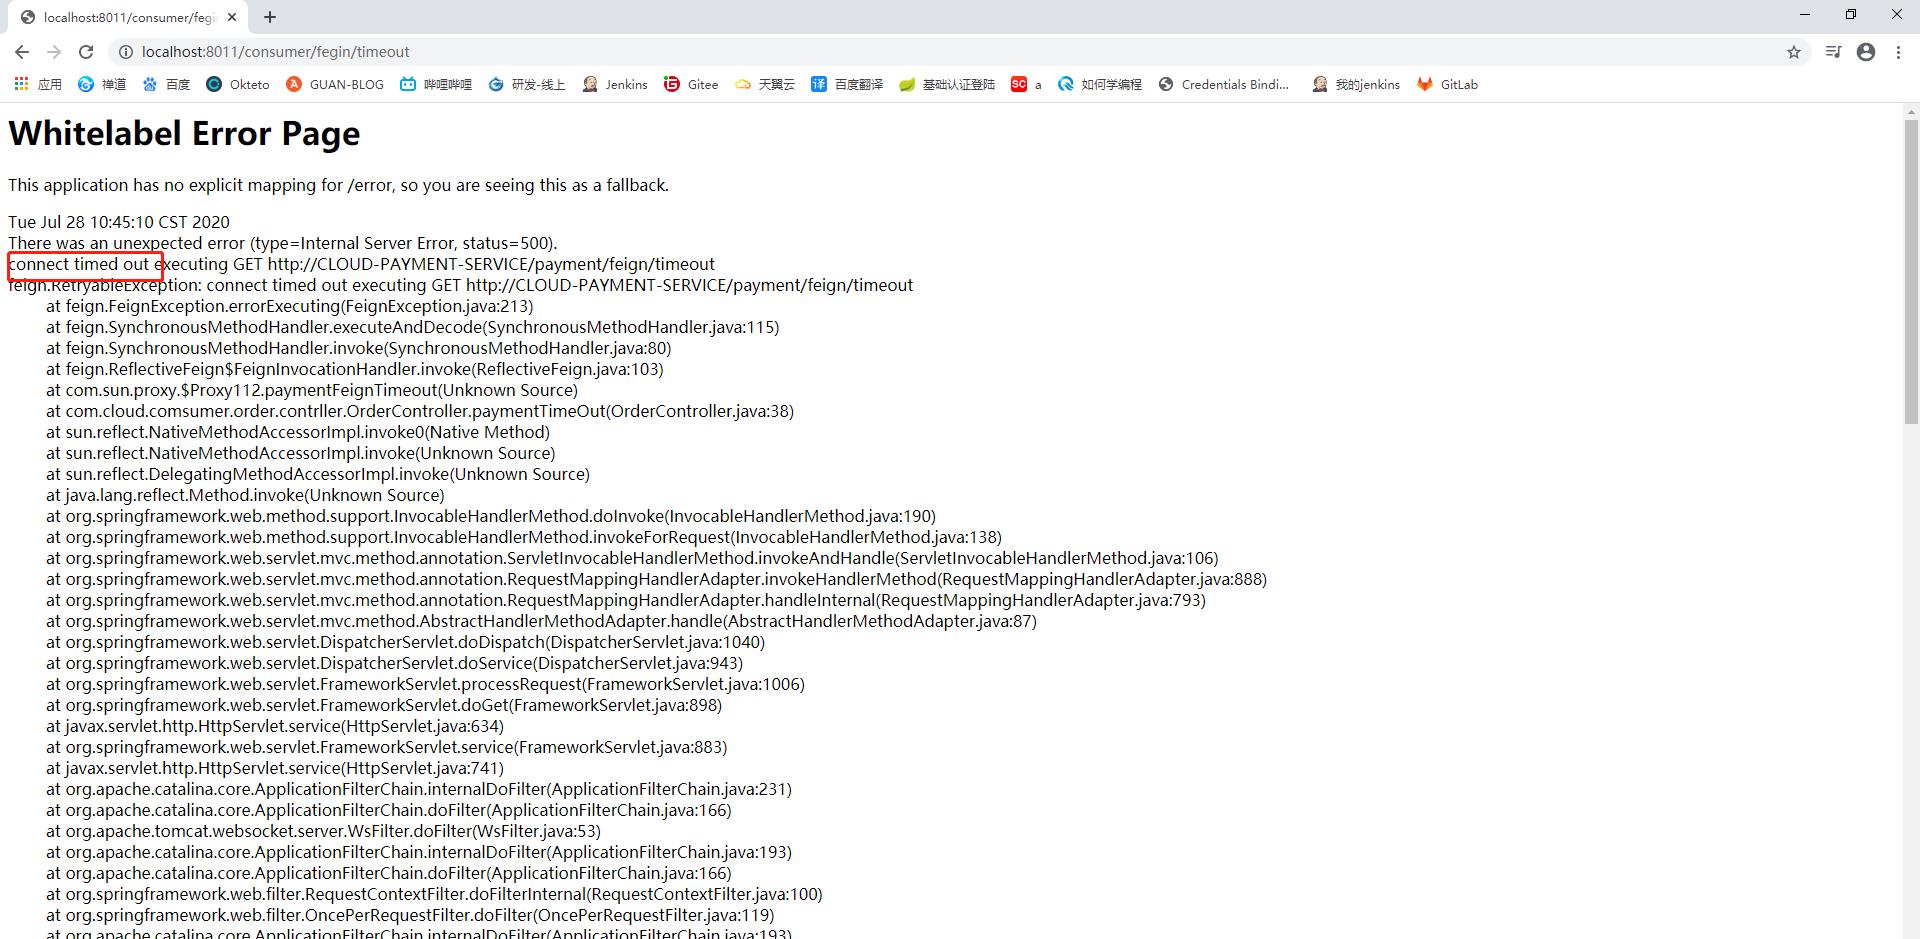 localhost:8011/consumer/fegi
localhost:8011/consumer/fegin/timeout
应用 禅道 百度 Okteto GUAN-BLOG 哔哩哔哩 研发-线上 Jenkins Gitee 天翼云 百度翻译 基础认证登陆 a 如何学编程 Credentials Bindi... 我的jenkins GitLab
Whitelabel Error Page
This application has no explicit mapping for /error, so you are seeing this as a fallback.
Tue Jul 28 10:45:10 CST 2020
There was an unexpected error (type=Internal Server Error, status=500).
connect timed out executing GET http://CLOUD-PAYMENT-SERVICE/payment/feign/timeout
feign.RetryableException: connect timed out executing GET http://CLOUD-PAYMENT-SERVICE/payment/feign/timeout
at feign.FeignException.errorExecuting(FeignException.java:213)
at feign.SynchronousMethodHandler.executeAndDecode(SynchronousMethodHandler.java:115)
at feign.SynchronousMethodHandler.invoke(SynchronousMethodHandler.java:80)
at feign.ReflectiveFeign$FeignInvocationHandler.invoke(ReflectiveFeign.java:103)
at com.sun.proxy.$Proxy112.paymentFeignTimeout(Unknown Source)
at com.cloud.comsumer.order.contrller.OrderController.paymentTimeOut(OrderController.java:38)
at sun.reflect.NativeMethodAccessorImpl.invoke0(Native Method)
at sun.reflect.NativeMethodAccessorImpl.invoke(Unknown Source)
at sun.reflect.DelegatingMethodAccessorImpl.invoke(Unknown Source)
at java.lang.reflect.Method.invoke(Unknown Source)
at org.springframework.web.method.support.InvocableHandlerMethod.doInvoke(InvocableHandlerMethod.java:190)
at org.springframework.web.method.support.InvocableHandlerMethod.invokeForRequest(InvocableHandlerMethod.java:138)
at org.springframework.web.servlet.mvc.method.annotation.ServletInvocableHandlerMethod.invokeAndHandle(ServletInvocableHandlerMethod.java:106)
at org.springframework.web.servlet.mvc.method.annotation.RequestMappingHandlerAdapter.invokeHandlerMethod(RequestMappingHandlerAdapter.java:888)
at org.springframework.web.servlet.mvc.method.annotation.RequestMappingHandlerAdapter.handleInternal(RequestMappingHandlerAdapter.java:793)
at org.springframework.web.servlet.mvc.method.AbstractHandlerMethodAdapter.handle(AbstractHandlerMethodAdapter.java:87)
at org.springframework.web.servlet.DispatcherServlet.doDispatch(DispatcherServlet.java:1040)
at org.springframework.web.servlet.DispatcherServlet.doService(DispatcherServlet.java:943)
at org.springframework.web.servlet.FrameworkServlet.processRequest(FrameworkServlet.java:1006)
at org.springframework.web.servlet.FrameworkServlet.doGet(FrameworkServlet.java:898)
at javax.servlet.http.HttpServlet.service(HttpServlet.java:634)
at org.springframework.web.servlet.FrameworkServlet.service(FrameworkServlet.java:883)
at javax.servlet.http.HttpServlet.service(HttpServlet.java:741)
at org.apache.catalina.core.ApplicationFilterChain.internalDoFilter(ApplicationFilterChain.java:231)
at org.apache.catalina.core.ApplicationFilterChain.doFilter(ApplicationFilterChain.java:166)
at org.apache.tomcat.websocket.server.WsFilter.doFilter(WsFilter.java:53)
at org.apache.catalina.core.ApplicationFilterChain.internalDoFilter(ApplicationFilterChain.java:193)
at org.apache.catalina.core.ApplicationFilterChain.doFilter(ApplicationFilterChain.java:166)
at org.springframework.web.filter.RequestContextFilter.doFilterInternal(RequestContextFilter.java:100)
at org.springframework.web.filter.OncePerRequestFilter.doFilter(OncePerRequestFilter.java:119)
at org.apache.catalina.core.ApplicationFilterChain.internalDoFilter(ApplicationFilterChain.java:193)